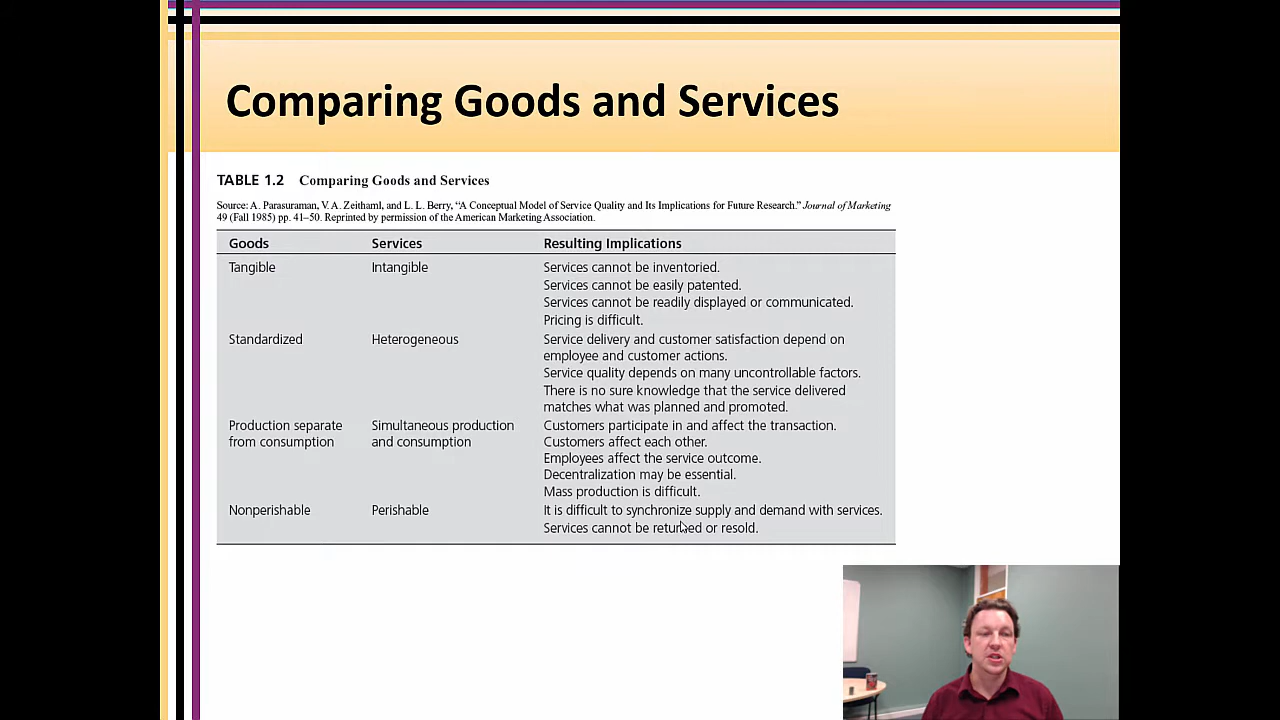 Comparing Goods and Services
TABLE 1.2 Comparing Goods and Services
Source: A. Parasuraman, V. A. Zeithaml, and L. L. Berry, “A Conceptual Model of Service Quality and Its Implications for Future Research.” Journal of Marketing
49 (Fall 1985) pp. 41–50. Reprinted by permission of the American Marketing Association.
Goods Services Resulting Implications
Tangible Intangible Services cannot be inventoried.
Services cannot be easily patented.
Services cannot be readily displayed or communicated.
Pricing is difficult.
Standardized Heterogeneous Service delivery and customer satisfaction depend on
employee and customer actions.
Service quality depends on many uncontrollable factors.
There is no sure knowledge that the service delivered
matches what was planned and promoted.
Production separate Simultaneous production Customers participate in and affect the transaction.
from consumption and consumption Customers affect each other.
Employees affect the service outcome.
Decentralization may be essential.
Mass production is difficult.
Nonperishable Perishable It is difficult to synchronize supply and demand with services.
Services cannot be returned or resold.